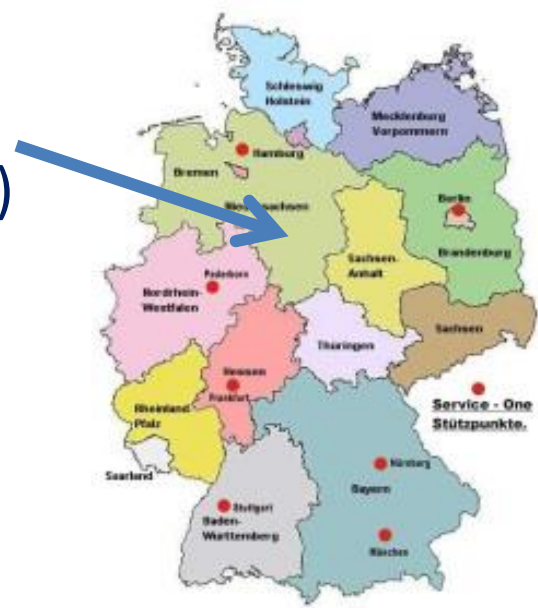 )
Schleswig
Holstein
Mecklenburg
Vorpommern
Hamburg
Bremen
Berlin
Brandenburg
Sachsen-
Anhalt
Paderborn
Nordrhein-
Westfalen
Sachsen
Thüringen
Hessen
Frankfurt
Rheinland
Pfalz
Service - One
Stützpunkte.
Saarland
Nürnberg
Bayern
Stuttgart
Baden-
Wurttemberg
München